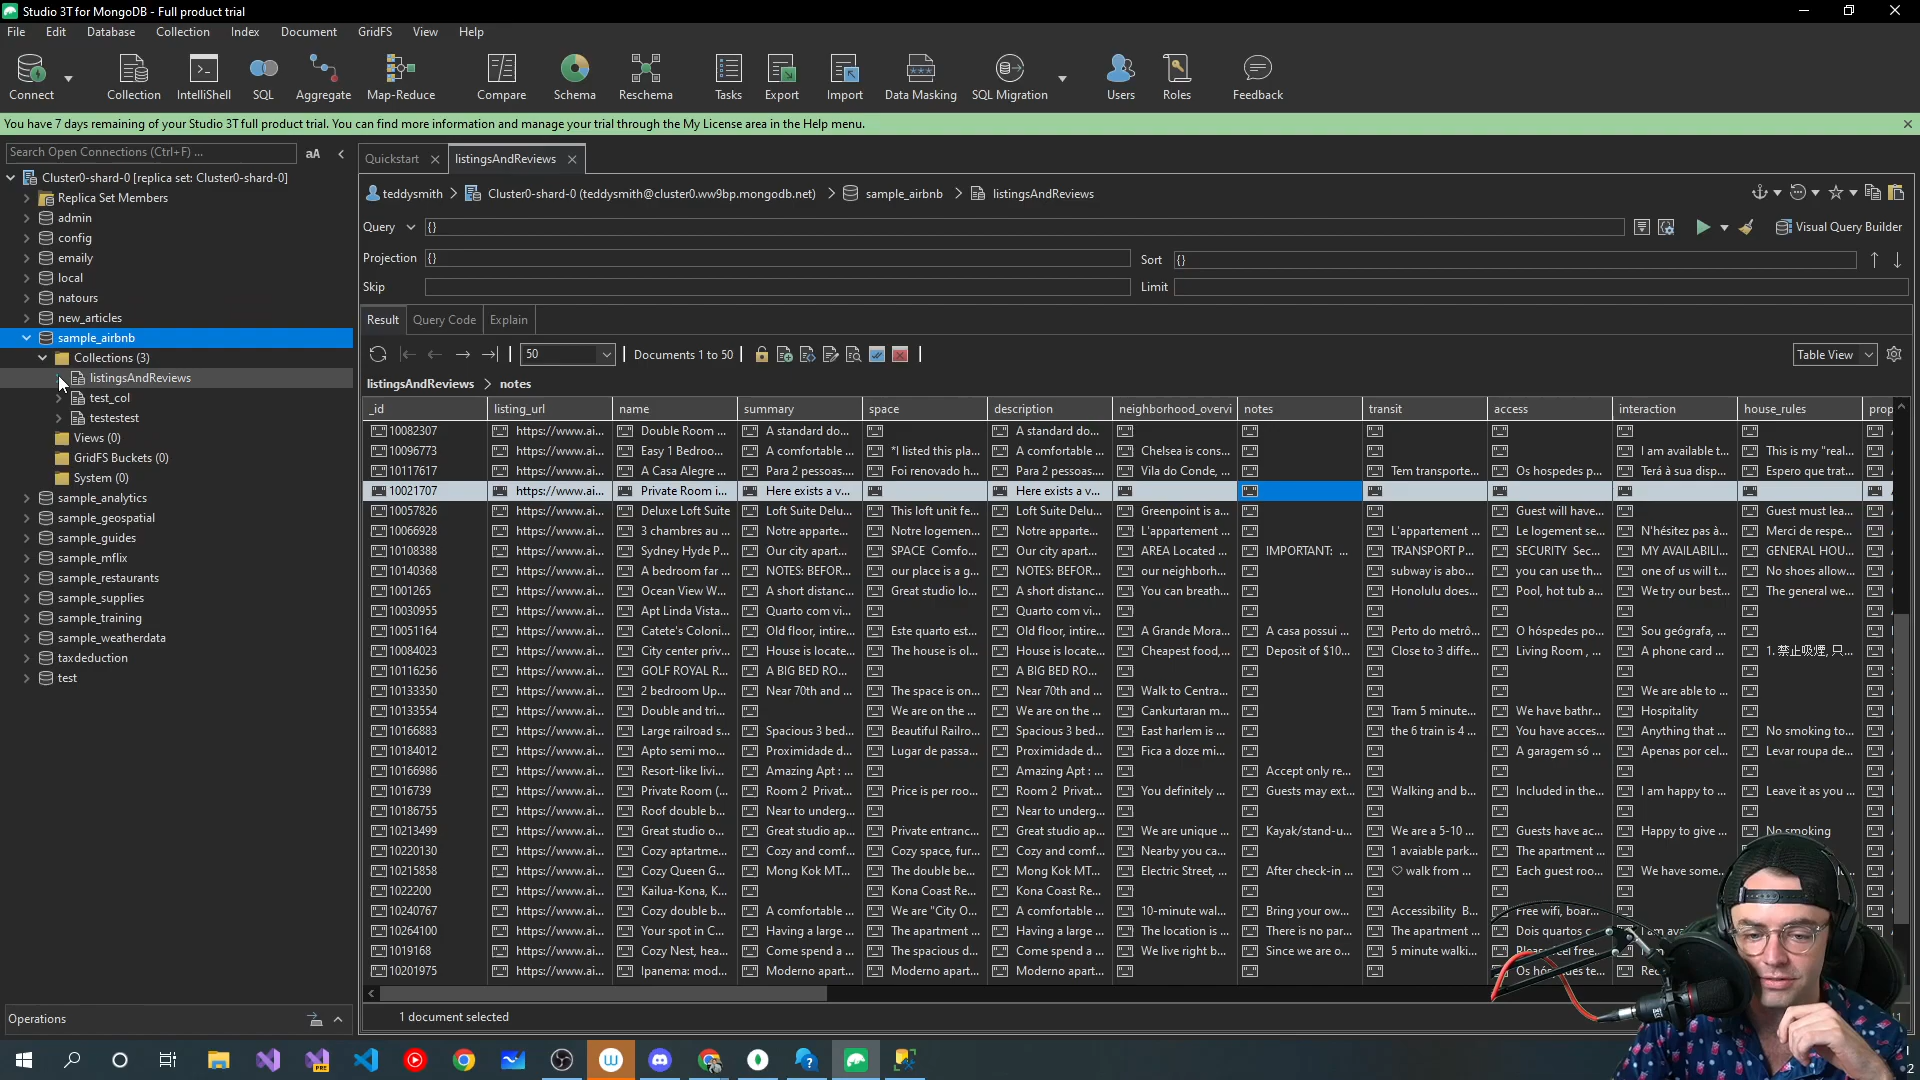 Studio 3T for MongoDB - Full product trial
File Edit Database Collection Index Document GridFS View Help
Connect Collection IntelliShell SQL Aggregate Map-Reduce Compare Schema Reschema Tasks Export Import Data Masking SQL Migration Users Roles Feedback
You have 7 days remaining of your Studio 3T full product trial. You can find more information and manage your trial through the My License area in the Help menu.
Search Open Connections (Ctrl+F) ... aA
Cluster0-shard-0 [replica set: Cluster0-shard-0]
Replica Set Members
admin
config
emaily
local
natours
new_articles
sample_airbnb
Collections (3)
listingsAndReviews
test_col
testestest
Views (0)
GridFS Buckets (0)
System (0)
sample_analytics
sample_geospatial
sample_guides
sample_mflix
sample_restaurants
sample_supplies
sample_training
sample_weatherdata
taxdeduction
test
Operations
Quickstart listingsAndReviews
teddysmith Cluster0-shard-0 (teddysmith@cluster0.ww9bp.mongodb.net) sample_airbnb listingsAndReviews
Query {} Visual Query Builder
Projection {} Sort {}
Skip Limit
Result Query Code Explain
50 Documents 1 to 50 Table View
listingsAndReviews > notes
_id listing_url name summary space description neighborhood_overvi notes transit access interaction house_rules prop
10082307 https://www.ai... Double Room ... A standard do... A standard do...
10096773 https://www.ai... Easy 1 Bedroo... A comfortable ... *I listed this pla... A comfortable ... Chelsea is cons... I am available t... This is my "real...
10117617 https://www.ai... A Casa Alegre ... Para 2 pessoas.... Foi renovado h... Para 2 pessoas.... Vila do Conde, ... Tem transporte... Os hospedes p... Terá à sua disp... Espero que trat...
10021707 https://www.ai... Private Room i... Here exists a v... Here exists a v...
10057826 https://www.ai... Deluxe Loft Suite Loft Suite Delu... This loft unit fe... Loft Suite Delu... Greenpoint is a... Guest will have... Guest must lea...
10066928 https://www.ai... 3 chambres au ... Notre apparte... Notre logemen... Notre apparte... L'appartement ... L'appartement ... Le logement se... N'hésitez pas à... Merci de respe...
10108388 https://www.ai... Sydney Hyde P... Our city apart... SPACE Comfo... Our city apart... AREA Located ... IMPORTANT: ... TRANSPORT P... SECURITY Sec... MY AVAILABILI... GENERAL HOU...
10140368 https://www.ai... A bedroom far ... NOTES: BEFOR... our place is a g... NOTES: BEFOR... our neighborh... subway is abo... you can use th... one of us will t... No shoes allow...
1001265 https://www.ai... Ocean View W... A short distanc... Great studio lo... A short distanc... You can breath... Honolulu does... Pool, hot tub a... We try our best... The general we...
10030955 https://www.ai... Apt Linda Vista... Quarto com vi... Quarto com vi...
10051164 https://www.ai... Catete's Coloni... Old floor, intire... Este quarto est... Old floor, intire... A Grande Mora... A casa possui ... Perto do metrô... O hóspedes po... Sou geógrafa, ...
10084023 https://www.ai... City center priv... House is locate... The house is ol... House is locate... Cheapest food,... Deposit of $10... Close to 3 diffe... Living Room , ... A phone card ... 1. 禁止吸煙, 只...
10116256 https://www.ai... GOLF ROYAL R... A BIG BED RO... A BIG BED RO...
10133350 https://www.ai... 2 bedroom Up... Near 70th and ... The space is on... Near 70th and ... Walk to Centra... We are able to ...
10133554 https://www.ai... Double and tri... We are on the ... We are on the ... Cankurtaran m... Tram 5 minute... We have bathr... Hospitality
10166883 https://www.ai... Large railroad s... Spacious 3 bed... Beautiful Railro... Spacious 3 bed... East harlem is ... the 6 train is 4 ... You have acces... Anything that ... No smoking to...
10184012 https://www.ai... Apto semi mo... Proximidade d... Lugar de passa... Proximidade d... Fica a doze mi... A garagem só ... Apenas por cel... Levar roupa de...
10166986 https://www.ai... Resort-like livi... Amazing Apt : ... Amazing Apt : ... Accept only re...
1016739 https://www.ai... Private Room (... Room 2 Privat... Price is per roo... Room 2 Privat... You definitely ... Guests may ext... Walking and b... Included in the... I am happy to ... Leave it as you ...
10186755 https://www.ai... Roof double b... Near to underg... Near to underg...
10213499 https://www.ai... Great studio o... Great studio ap... Private entranc... Great studio ap... We are unique ... Kayak/stand-u... We are a 5-10 ... Guests have ac... Happy to give ... No smoking
10220130 https://www.ai... Cozy aptartme... Cozy and comf... Cozy space, fur... Cozy and comf... Nearby you ca... 1 avaiable park... The apartment ...
10215858 https://www.ai... Cozy Queen G... Mong Kok MT... The double be... Mong Kok MT... Electric Street, ... After check-in ... ♡ walk from ... Each guest roo... We have some...
1022200 https://www.ai... Kailua-Kona, K... Kona Coast Re... Kona Coast Re...
10240767 https://www.ai... Cozy double b... A comfortable ... We are "City O... A comfortable ... 10-minute wal... Bring your ow... Accessibility B... Free wifi, boar...
10264100 https://www.ai... Your spot in C... Having a large ... The apartment ... Having a large ... The location is ... There is no par... The apartment ... Dois quartos c... I am avai
1019168 https://www.ai... Cozy Nest, hea... Come spend a ... The spacious d... Come spend a ... We live right b... Since we are o... 5 minute walki... Please feel free...
10201975 https://www.ai... Ipanema: mod... Moderno apart... Moderno apart... Moderno apart... Os hóspedes te... Rec
1 document selected